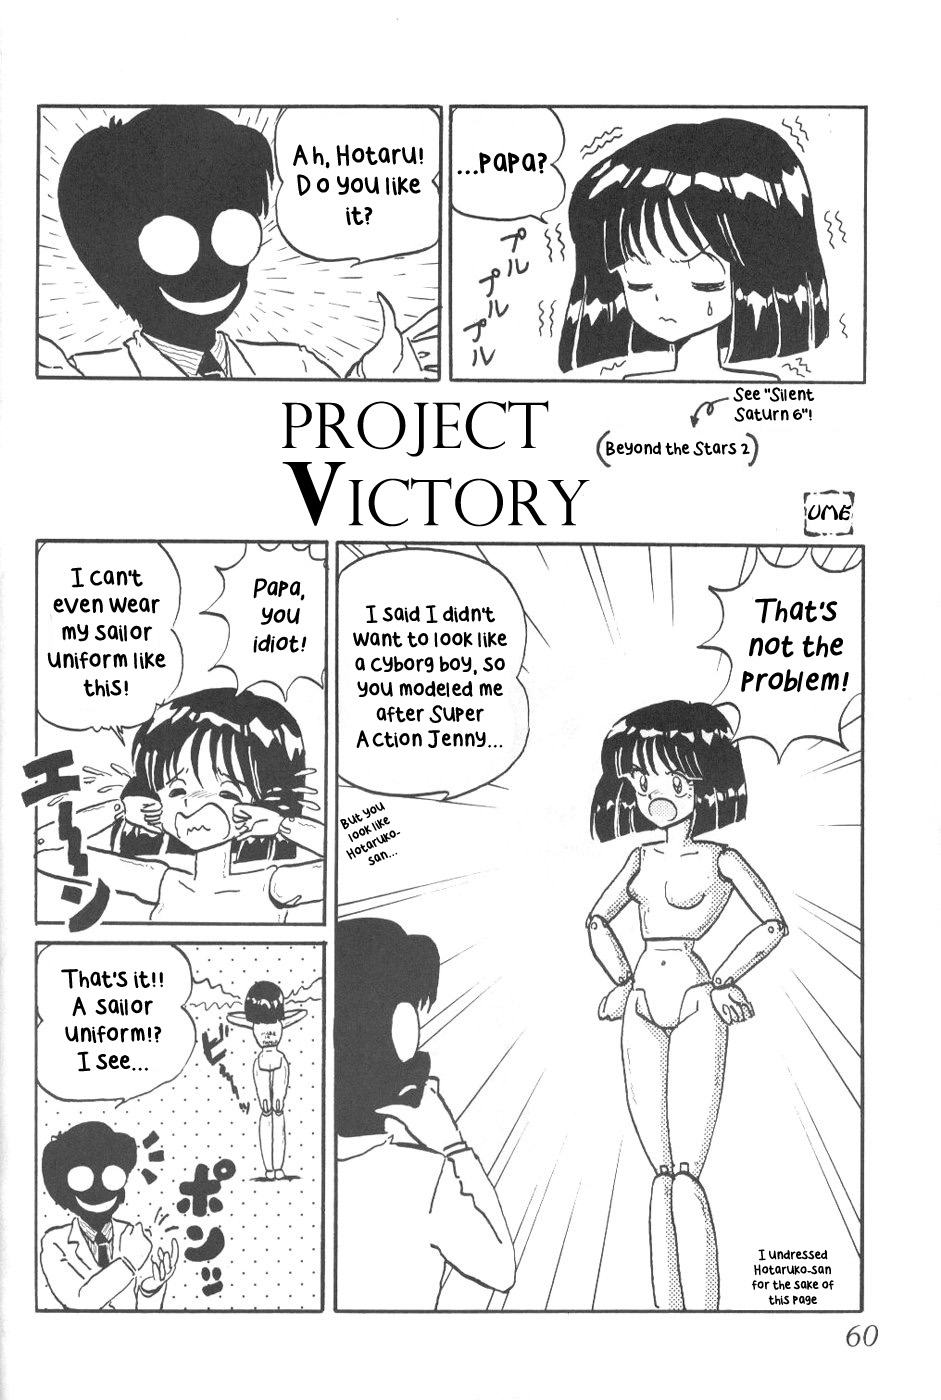 ...Papa?
プル
プル
プル
Ah, Hotaru!
Do you like
it?
See "Silent
Saturn 6"!
(Beyond the Stars 2)
PROJECT
VICTORY
UME
That's
not the
problem!
I said I didn't
want to look like
a cyborg boy, so
you modeled me
after Super
Action Jenny...
But you
look like
Hotaruko-
san...
I undressed
Hotaruko-san
for the sake of
this page
Papa,
you
idiot!
I can't
even wear
my sailor
uniform like
this!
エーン
That's it!!
A sailor
uniform!?
I see...
ポン!!
60